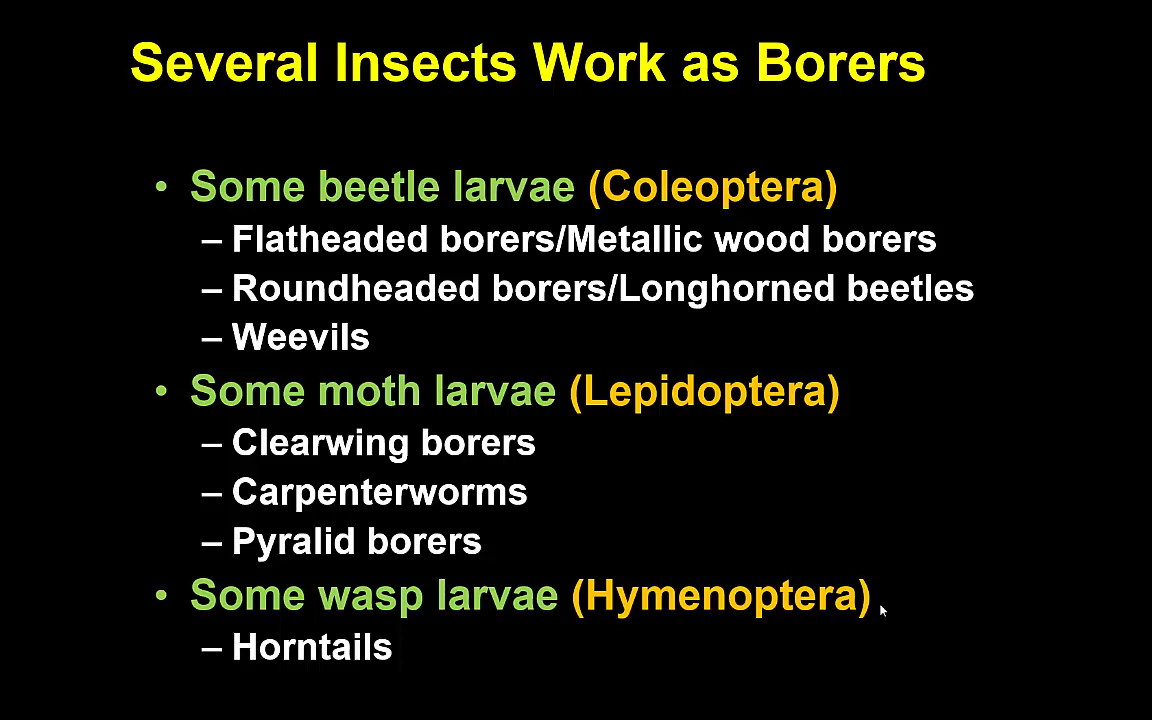 Several Insects Work as Borers
• Some beetle larvae (Coleoptera)
– Flatheaded borers/Metallic wood borers
– Roundheaded borers/Longhorned beetles
– Weevils
• Some moth larvae (Lepidoptera)
– Clearwing borers
– Carpenterworms
– Pyralid borers
• Some wasp larvae (Hymenoptera)
– Horntails